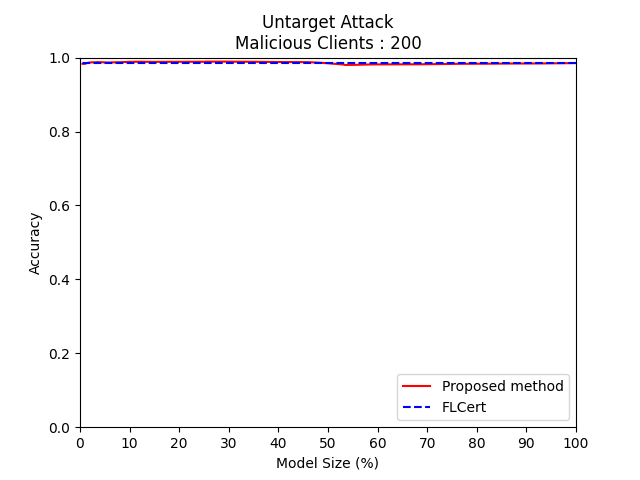 Untarget Attack
Malicious Clients : 200
1.0
0.8
0.6
0.4
0.2
0.0
Accuracy
0 10 20 30 40 50 60 70 80 90 100
Model Size (%)
Proposed method
FLCert